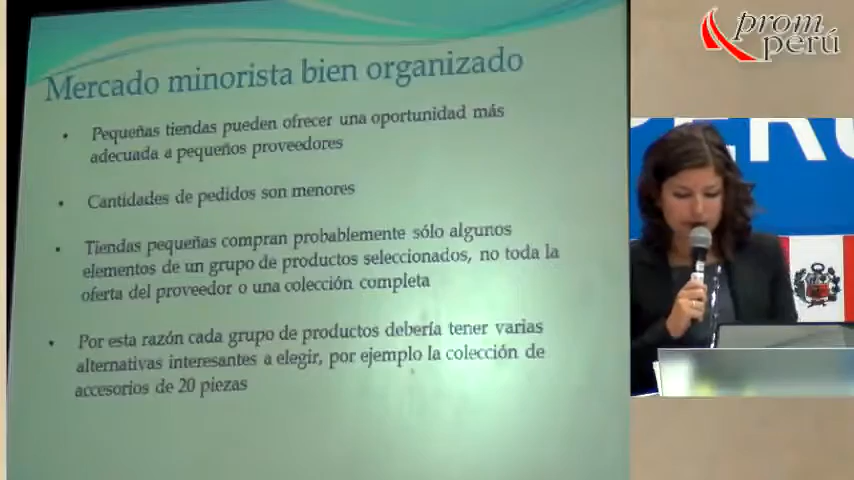 prom
perú
Mercado minorista bien organizado
• Pequeñas tiendas pueden ofrecer una oportunidad más
adecuada a pequeños proveedores
• Cantidades de pedidos son menores
• Tiendas pequeñas compran probablemente sólo algunos
elementos de un grupo de productos seleccionados, no toda la
oferta del proveedor o una colección completa
• Por esta razón cada grupo de productos debería tener varias
alternativas interesantes a elegir, por ejemplo la colección de
accesorios de 20 piezas